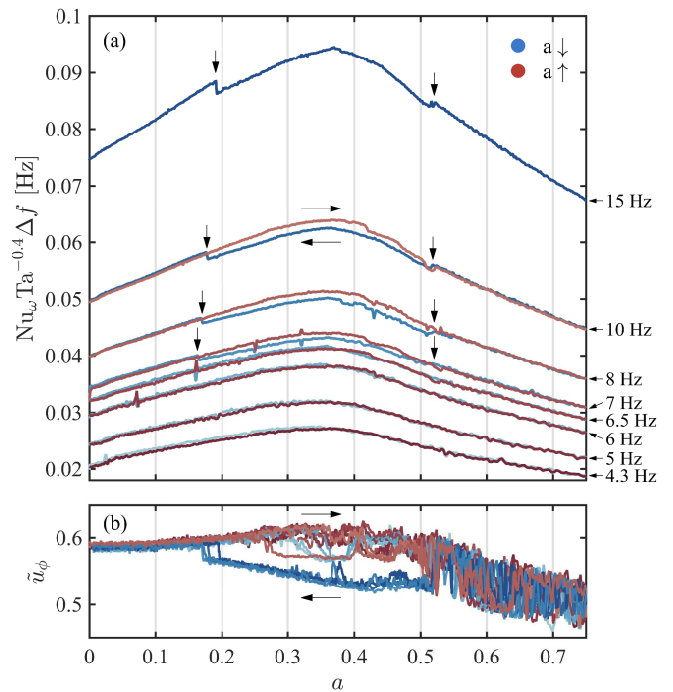 (a)
a ↓
a ↑
0.1
0.09
0.08
0.07
0.06
0.05
0.04
0.03
0.02
Nu_ω Ta^−0.4 Δf [Hz]
15 Hz
10 Hz
8 Hz
7 Hz
6.5 Hz
6 Hz
5 Hz
4.3 Hz
(b)
0.6
0.5
ũ_ϕ
0 0.1 0.2 0.3 0.4 0.5 0.6 0.7
a